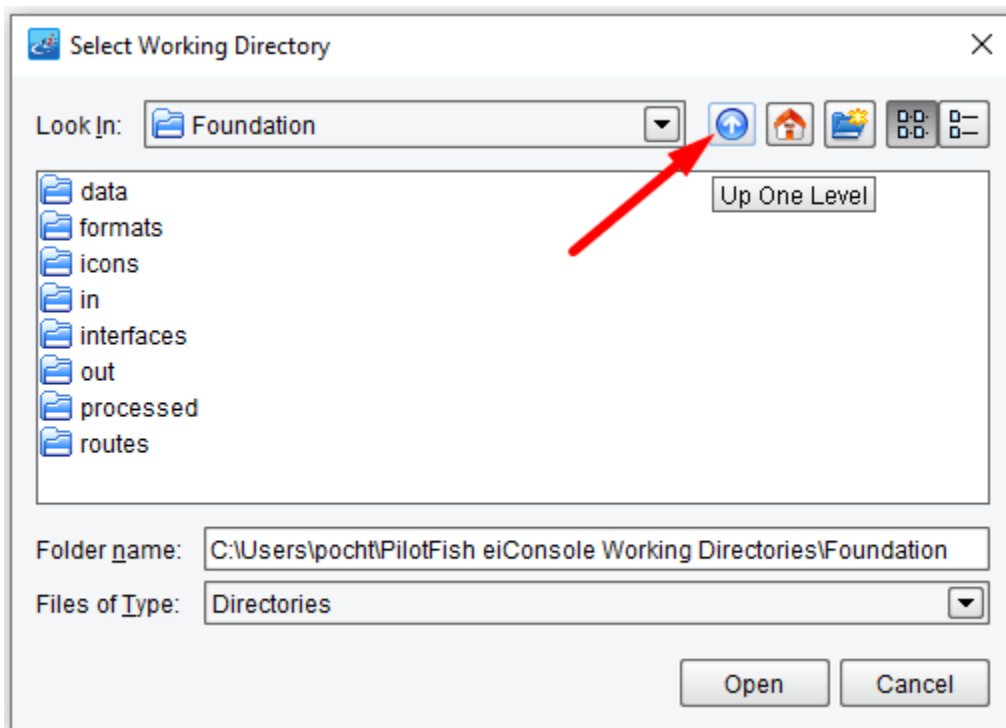 Select Working Directory
Look In: Foundation
Up One Level
data
formats
icons
in
interfaces
out
processed
routes
Folder name: C:\Users\pocht\PilotFish eiConsole Working Directories\Foundation
Files of Type: Directories
Open Cancel